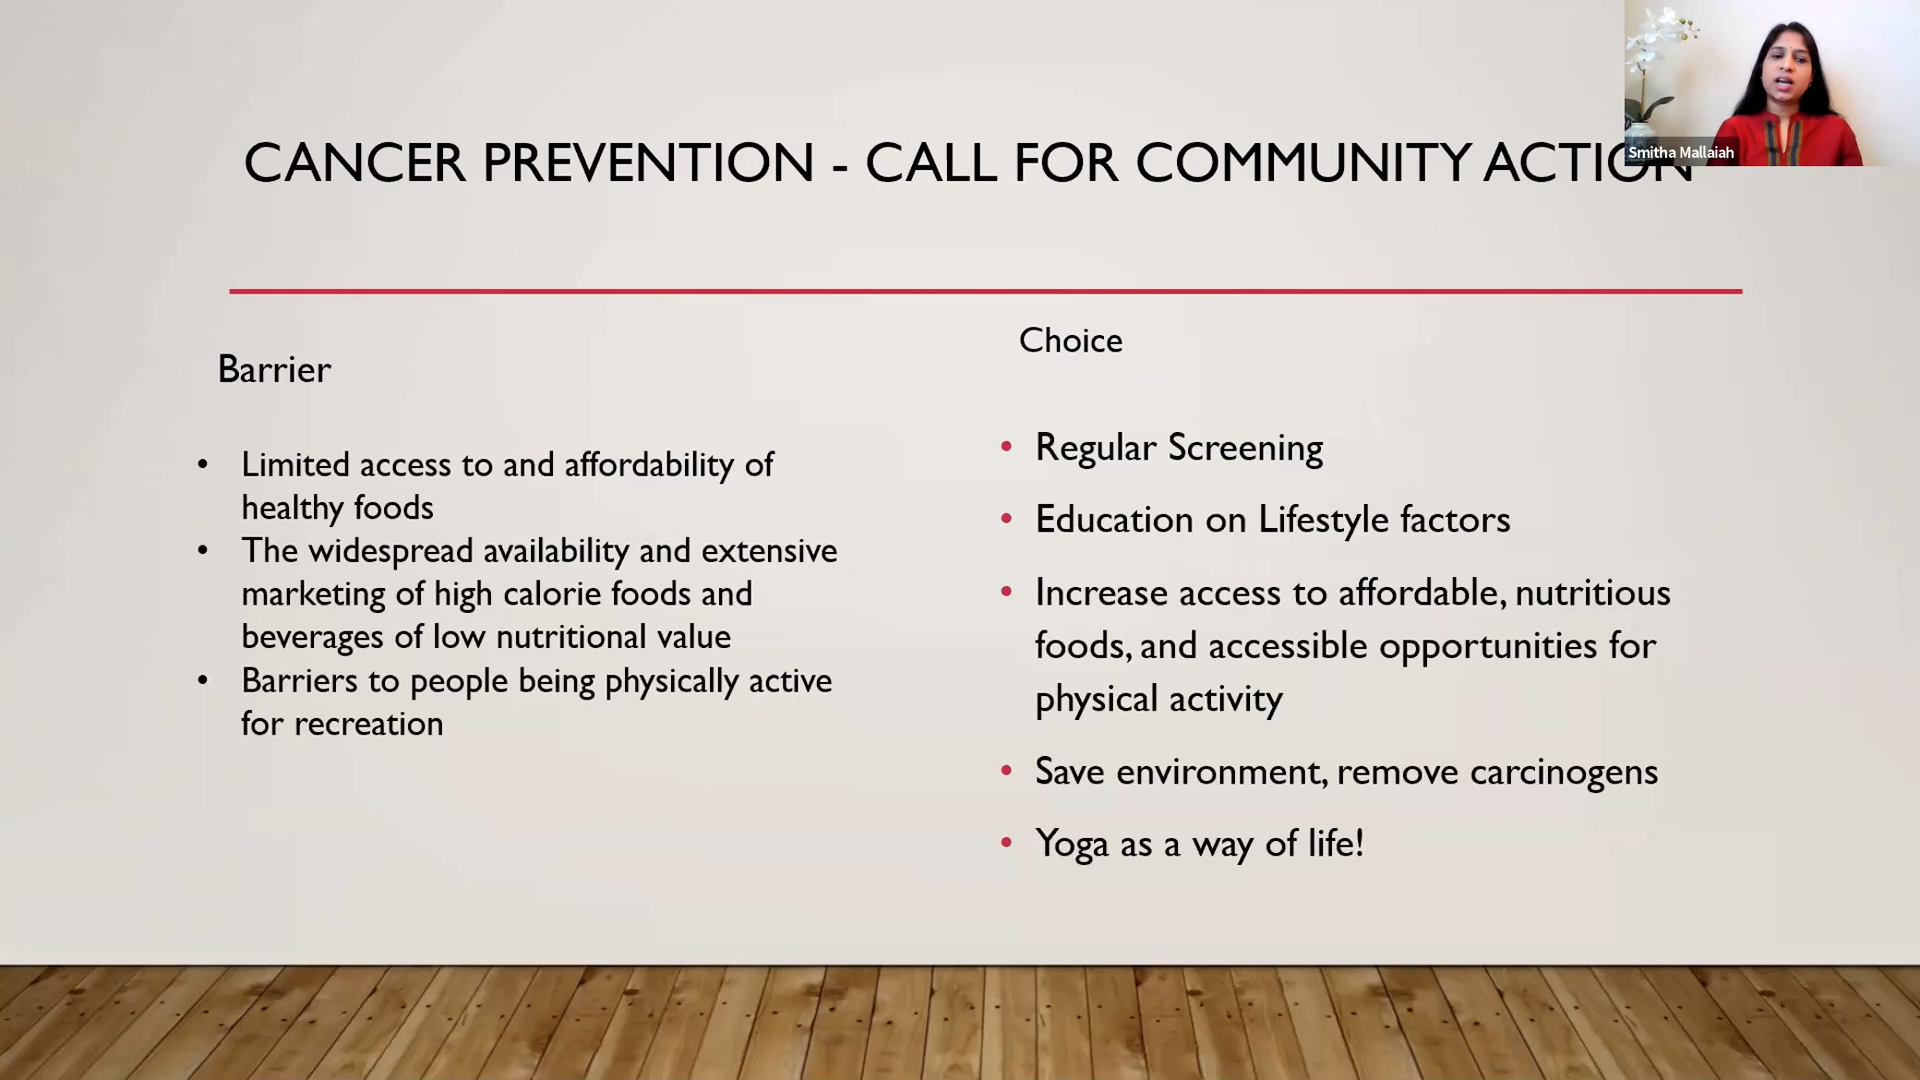 CANCER PREVENTION - CALL FOR COMMUNITY ACTION
Smitha Mallaiah
Barrier
• Limited access to and affordability of
healthy foods
• The widespread availability and extensive
marketing of high calorie foods and
beverages of low nutritional value
• Barriers to people being physically active
for recreation
Choice
• Regular Screening
• Education on Lifestyle factors
• Increase access to affordable, nutritious
foods, and accessible opportunities for
physical activity
• Save environment, remove carcinogens
• Yoga as a way of life!